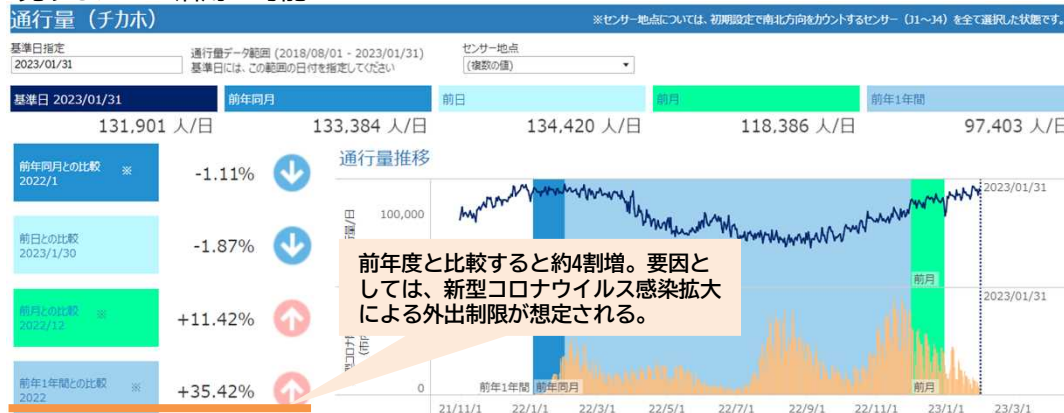 通行量（チカホ）
※センサー地点については、初期設定で南北方向をカウントするセンサー（J1～J4）を全て選択した状態です。
基準日指定
2023/01/31
通行量データ範囲 (2018/08/01 - 2023/01/31)
基準日には、この範囲の日付を指定してください
センサー地点
(複数の値)
基準日 2023/01/31
前年同月
前日
前月
前年1年間
131,901 人/日
133,384 人/日
134,420 人/日
118,386 人/日
97,403 人/日
前年同月との比較 ※
2022/1
-1.11%
前日との比較
2023/1/30
-1.87%
前月との比較 ※
2022/12
+11.42%
前年1年間との比較 ※
2022
+35.42%
通行量推移
100,000
2023/01/31
前月
前年度と比較すると約4割増。要因と
しては、新型コロナウイルス感染拡大
による外出制限が想定される。
2023/01/31
0
前年1年間
前年同月
前月
21/11/1 22/1/1 22/3/1 22/5/1 22/7/1 22/9/1 22/11/1 23/1/1 23/3/1